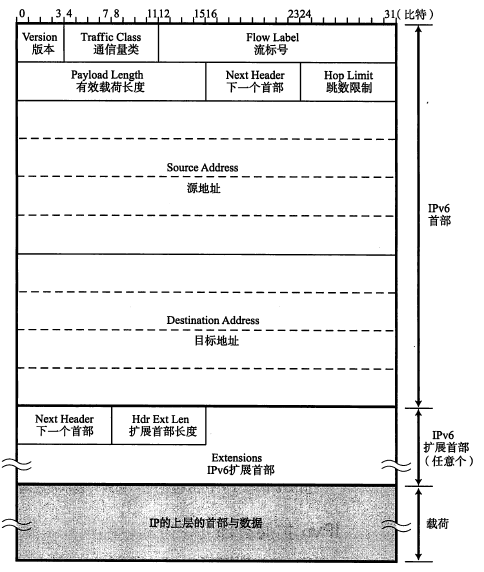 0 3 4 7 8 11 12 15 16 23 24 31 (比特)
Version
版本
Traffic Class
通信量类
Flow Label
流标号
Payload Length
有效载荷长度
Next Header
下一个首部
Hop Limit
跳数限制
Source Address
源地址
IPv6
首部
Destination Address
目标地址
Next Header
下一个首部
Hdr Ext Len
扩展首部长度
Extensions
IPv6扩展首部
IPv6
扩展首部
(任意个)
IP的上层的首部与数据
载荷